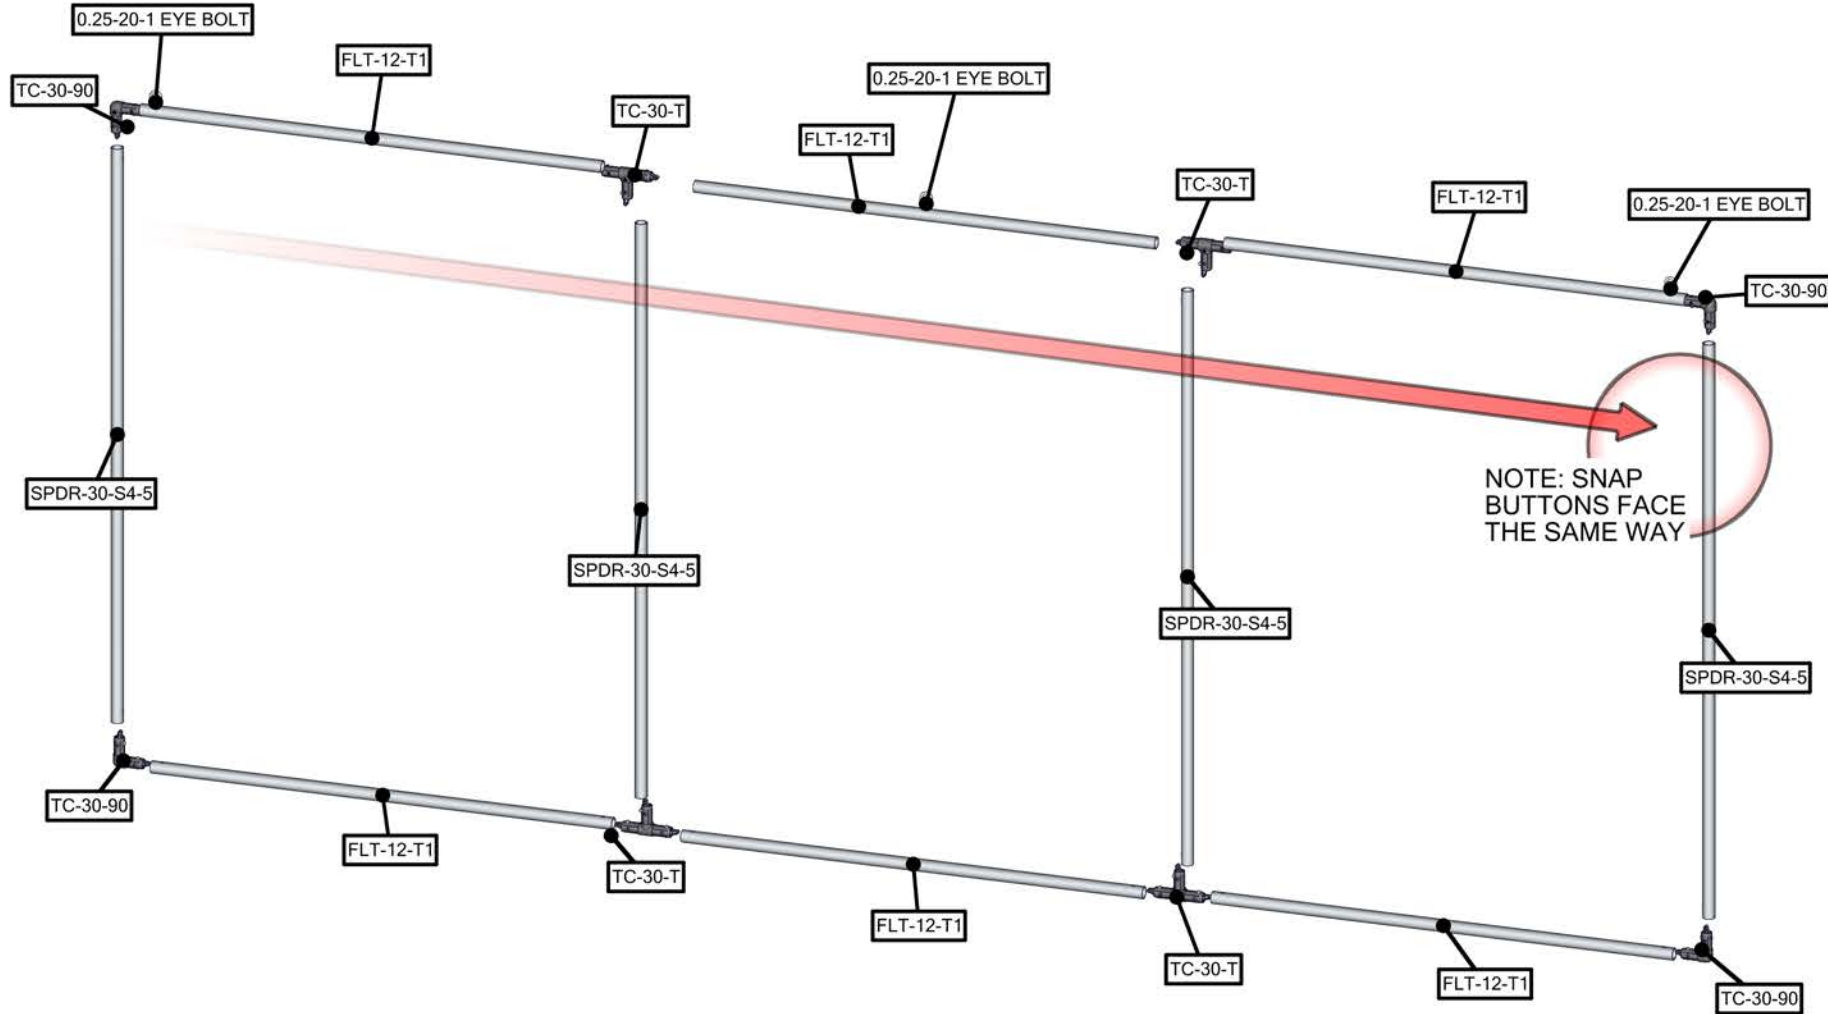 0.25-20-1 EYE BOLT
FLT-12-T1
TC-30-90
TC-30-T
0.25-20-1 EYE BOLT
FLT-12-T1
TC-30-T
FLT-12-T1
0.25-20-1 EYE BOLT
TC-30-90
SPDR-30-S4-5
SPDR-30-S4-5
NOTE: SNAP
BUTTONS FACE
THE SAME WAY
SPDR-30-S4-5
SPDR-30-S4-5
TC-30-90
FLT-12-T1
TC-30-T
FLT-12-T1
TC-30-T
FLT-12-T1
TC-30-90